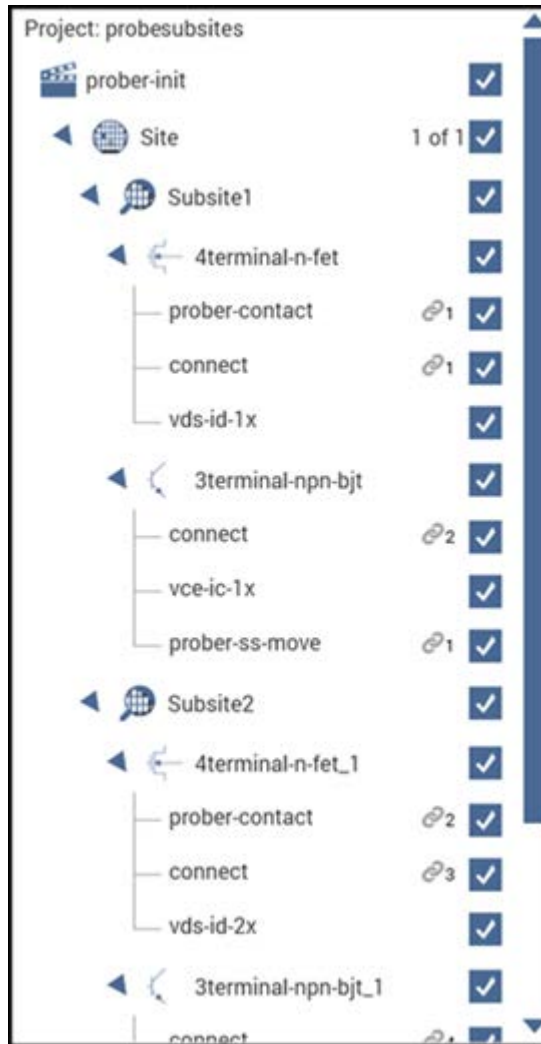 Project: probesubsites
prober-init
Site 1 of 1
Subsite1
4terminal-n-fet
prober-contact 1
connect 1
vds-id-1x
3terminal-npn-bjt
connect 2
vce-ic-1x
prober-ss-move 1
Subsite2
4terminal-n-fet_1
prober-contact 2
connect 3
vds-id-2x
3terminal-npn-bjt_1
connect 4